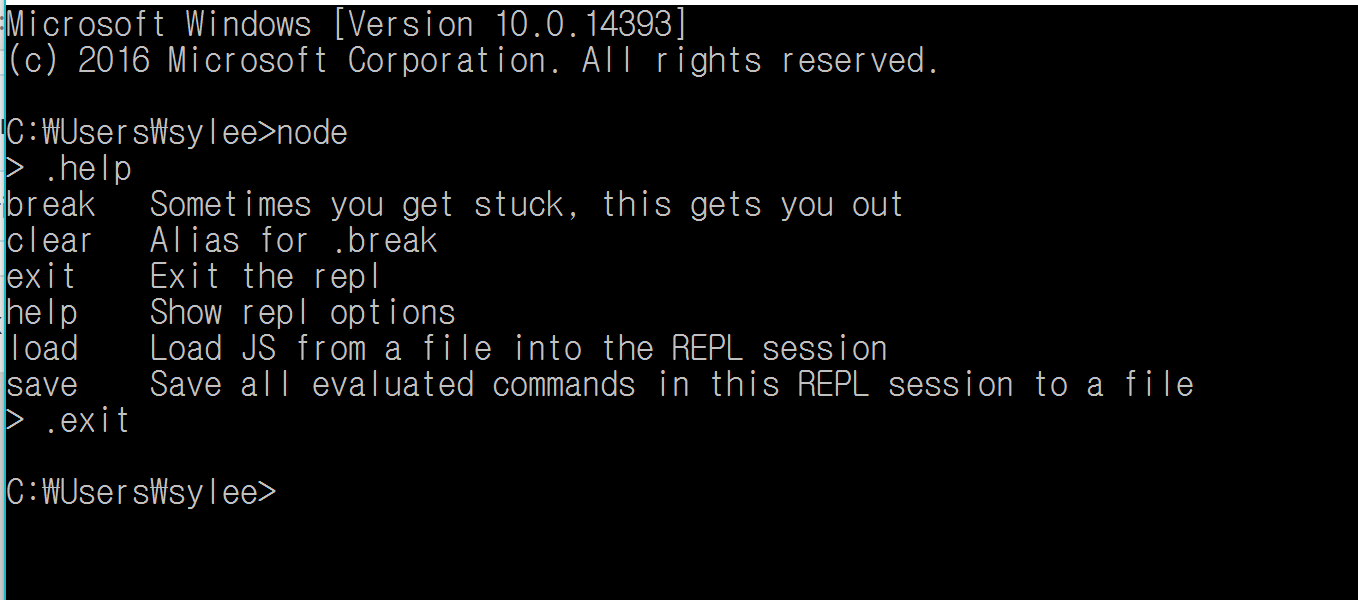 Microsoft Windows [Version 10.0.14393]
(c) 2016 Microsoft Corporation. All rights reserved.
C:₩Users₩sylee>node
> .help
break   Sometimes you get stuck, this gets you out
clear   Alias for .break
exit    Exit the repl
help    Show repl options
load    Load JS from a file into the REPL session
save    Save all evaluated commands in this REPL session to a file
> .exit
C:₩Users₩sylee>